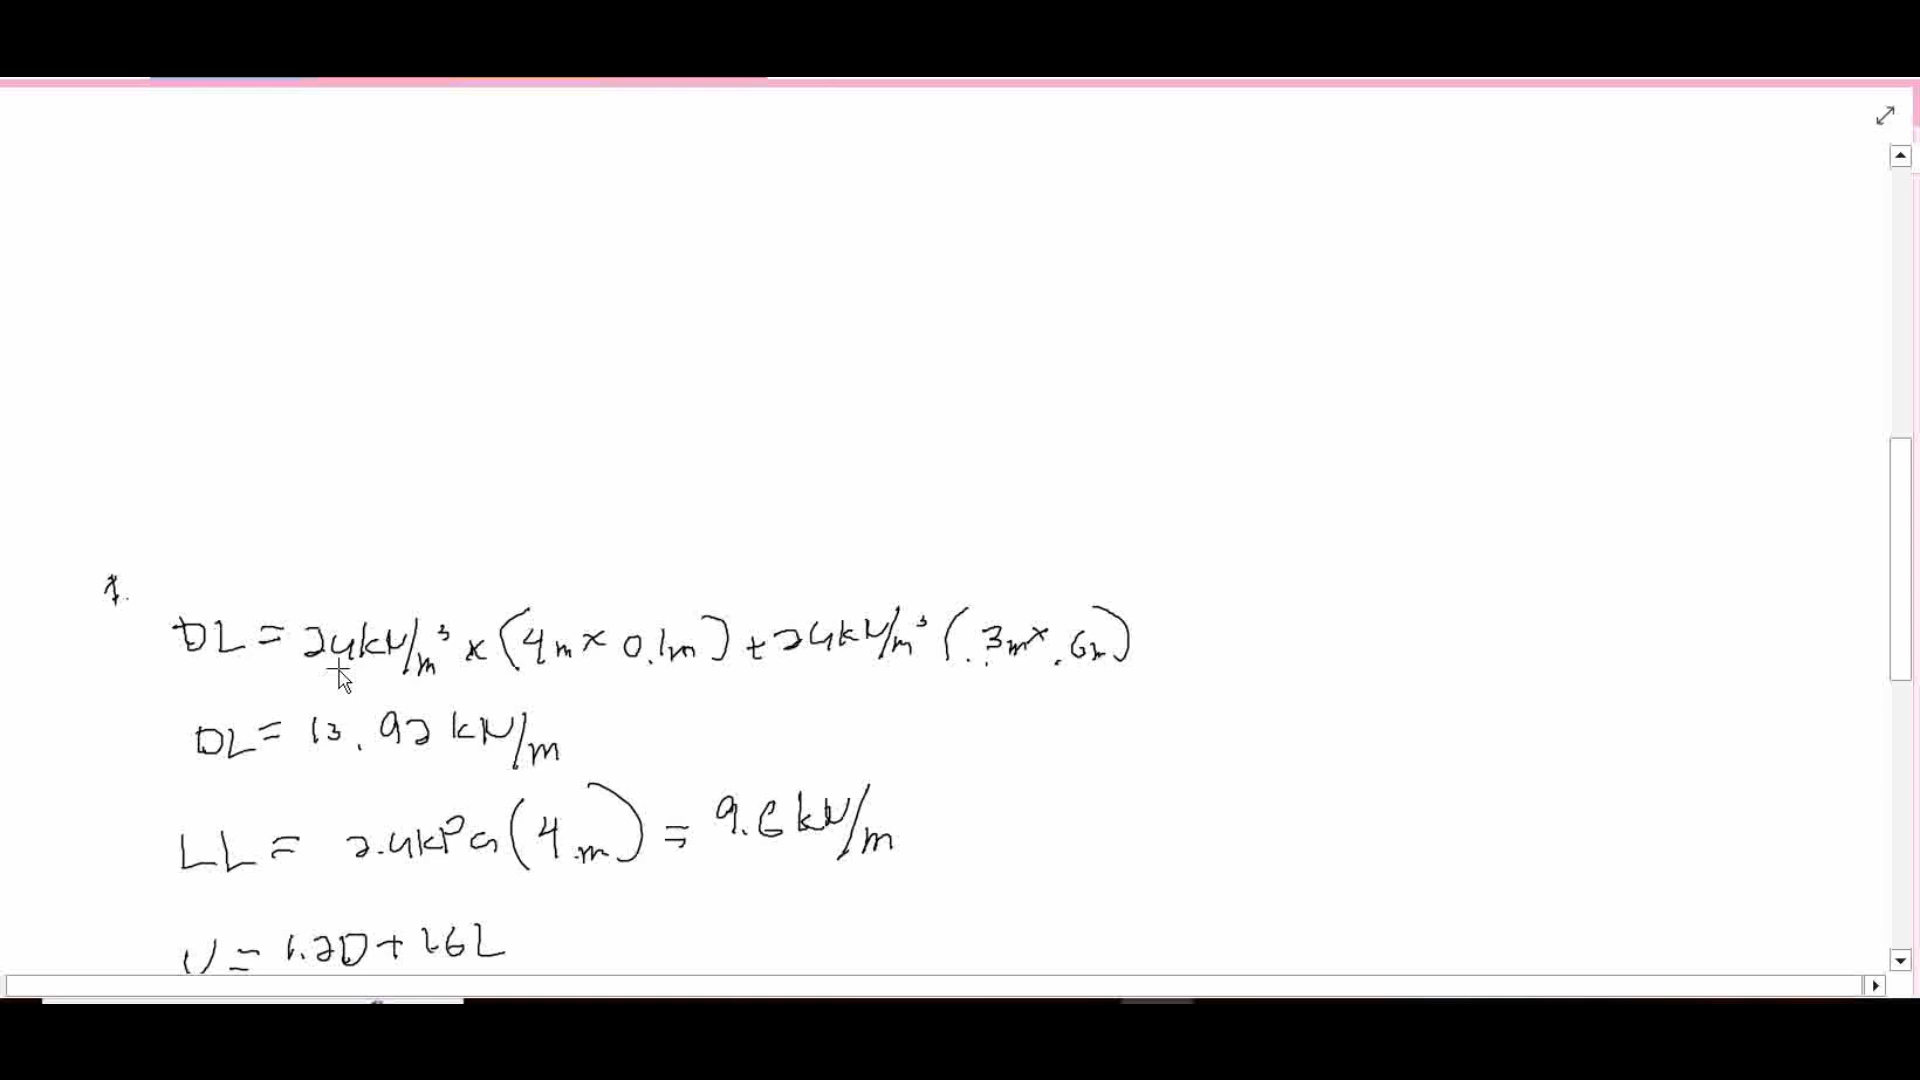 1.
DL = 24kN/m³ x (4m x 0.1m) + 24kN/m³ (.3m x .6m)
DL = 13.92 kN/m
LL = 2.4kPa (4m) = 9.6 kN/m
U = 1.2D + 1.6L